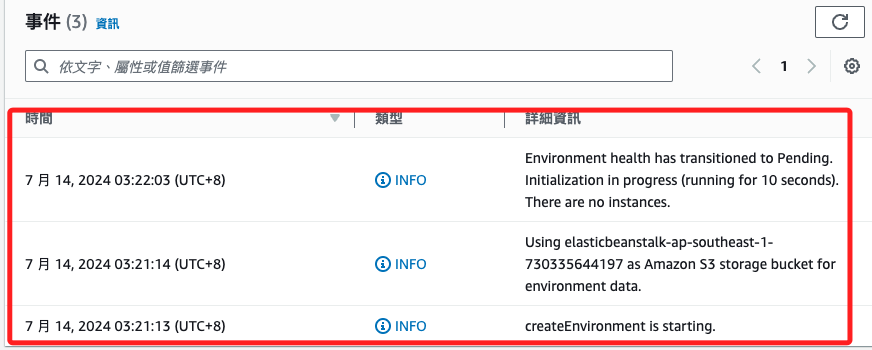 事件 (3) 資訊
依文字、屬性或值篩選事件
1
時間 類型 詳細資訊
7 月 14, 2024 03:22:03 (UTC+8) INFO Environment health has transitioned to Pending.
Initialization in progress (running for 10 seconds).
There are no instances.
7 月 14, 2024 03:21:14 (UTC+8) INFO Using elasticbeanstalk-ap-southeast-1-
730335644197 as Amazon S3 storage bucket for
environment data.
7 月 14, 2024 03:21:13 (UTC+8) INFO createEnvironment is starting.